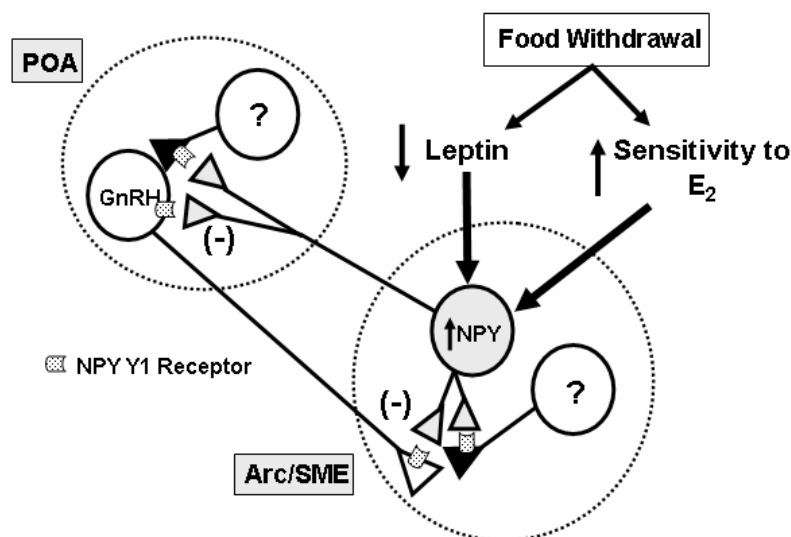 Food Withdrawal
POA
?
Leptin
Sensitivity to
E2
GnRH
(-)
NPY
NPY Y1 Receptor
(-)
?
Arc/SME